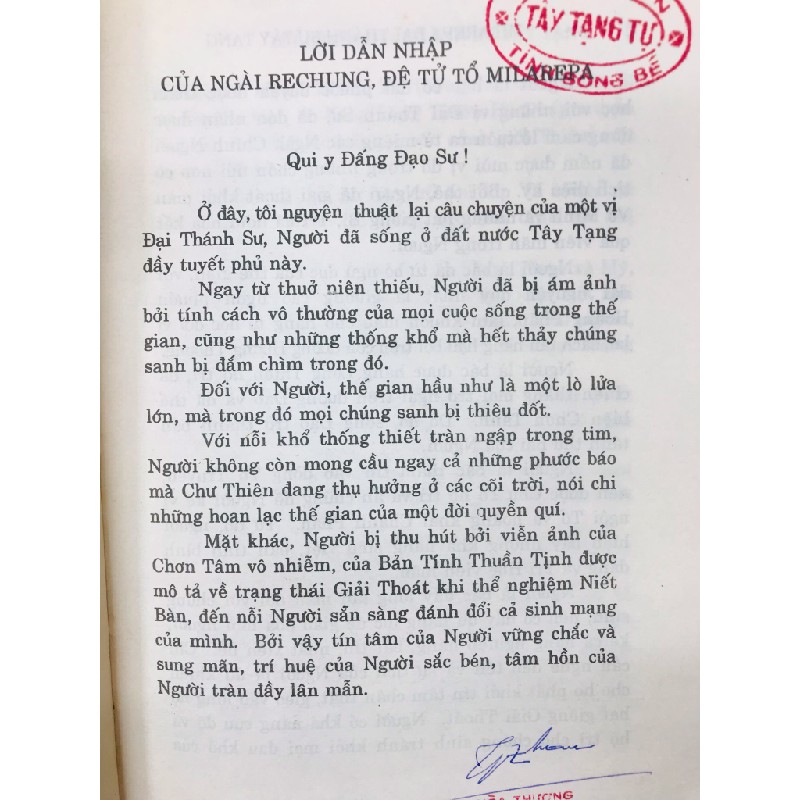 TÂY TẠNG TỰ
TỈNH SÔNG BÉ
LỜI DẪN NHẬP
CỦA NGÀI RECHUNG, ĐỆ TỬ TỔ MILAREPA
Qui y Đấng Đạo Sư !
Ở đây, tôi nguyện thuật lại câu chuyện của một vị
Đại Thánh Sư, Người đã sống ở đất nước Tây Tạng
đầy tuyết phủ này.
Ngay từ thuở niên thiếu, Người đã bị ám ảnh
bởi tính cách vô thường của mọi cuộc sống trong thế
gian, cũng như những thống khổ mà hết thảy chúng
sanh bị đắm chìm trong đó.
Đối với Người, thế gian hầu như là một lò lửa
lớn, mà trong đó mọi chúng sanh bị thiêu đốt.
Với nỗi khổ thống thiết tràn ngập trong tim,
Người không còn mong cầu ngay cả những phước báo
mà Chư Thiên đang thụ hưởng ở các cõi trời, nói chi
những hoan lạc thế gian của một đời quyền quí.
Mặt khác, Người bị thu hút bởi viễn ảnh của
Chơn Tâm vô nhiễm, của Bản Tính Thuần Tịnh được
mô tả về trạng thái Giải Thoát khi thể nghiệm Niết
Bàn, đến nỗi Người sẵn sàng đánh đổi cả sinh mạng
của mình. Bởi vậy tín tâm của Người vững chắc và
sung mãn, trí huệ của Người sắc bén, tâm hồn của
Người tràn đầy lân mẫn.
THƯỢNG